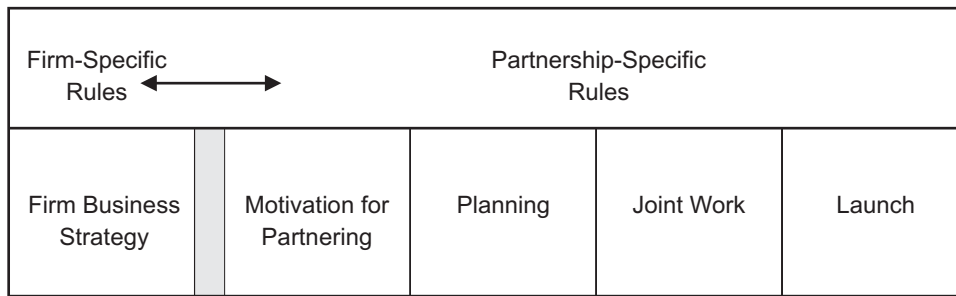 Firm-Specific
Rules
Partnership-Specific
Rules
Firm Business
Strategy
Motivation for
Partnering
Planning
Joint Work
Launch